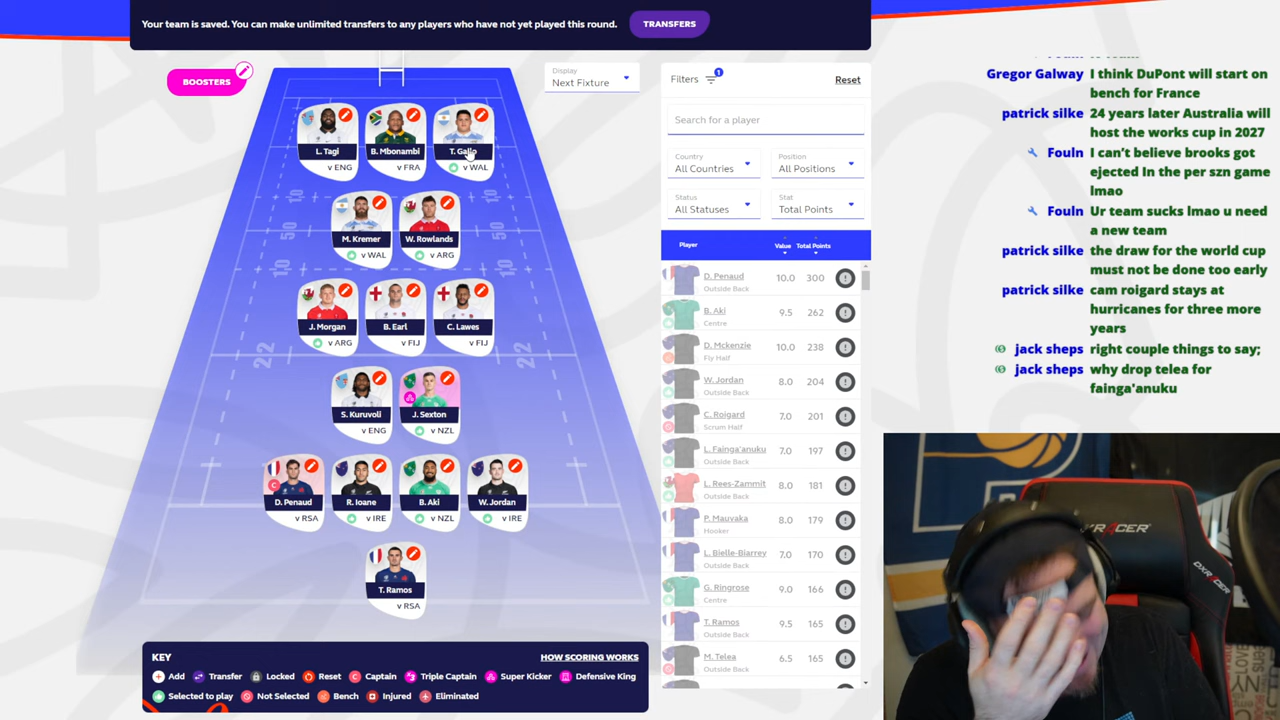 Your team is saved. You can make unlimited transfers to any players who have not yet played this round.
TRANSFERS
BOOSTERS
Display
Next Fixture
L. Tagi
v ENG
B. Mbonambi
v FRA
T. Gallo
v WAL
M. Kremer
v WAL
W. Rowlands
v ARG
J. Morgan
v ARG
B. Earl
v FIJ
C. Lawes
v FIJ
S. Kuruvoli
v ENG
J. Sexton
v NZL
D. Penaud
v RSA
R. Ioane
v IRE
B. Aki
v NZL
W. Jordan
v IRE
T. Ramos
v RSA
10
10
50
50
22
22
KEY
HOW SCORING WORKS
Add
Transfer
Locked
Reset
Captain
Triple Captain
Super Kicker
Defensive King
Selected to play
Not Selected
Bench
Injured
Eliminated
Filters
1
Reset
Search for a player
Country
All Countries
Position
All Positions
Status
All Statuses
Stat
Total Points
Player Value Total Points
D. Penaud 10.0 300
Outside Back
B. Aki 9.5 262
Centre
D. Mckenzie 10.0 238
Fly Half
W. Jordan 8.0 204
Outside Back
C. Roigard 7.0 201
Scrum Half
L. Fainga'anuku 7.0 197
Outside Back
L. Rees-Zammit 8.0 181
Outside Back
P. Mauvaka 8.0 179
Hooker
L. Bielle-Biarrey 7.0 170
Outside Back
G. Ringrose 9.0 166
Centre
T. Ramos 9.5 165
Outside Back
M. Telea 6.5 165
Outside Back
Gregor Galway I think DuPont will start on
bench for France
patrick silke 24 years later Australia will
host the works cup in 2027
Fouln I can't believe brooks got
ejected In the per szn game
lmao
Fouln Ur team sucks lmao u need
a new team
patrick silke the draw for the world cup
must not be done too early
patrick silke cam roigard stays at
hurricanes for three more
years
jack sheps right couple things to say;
jack sheps why drop telea for
fainga'anuku
DXRACER